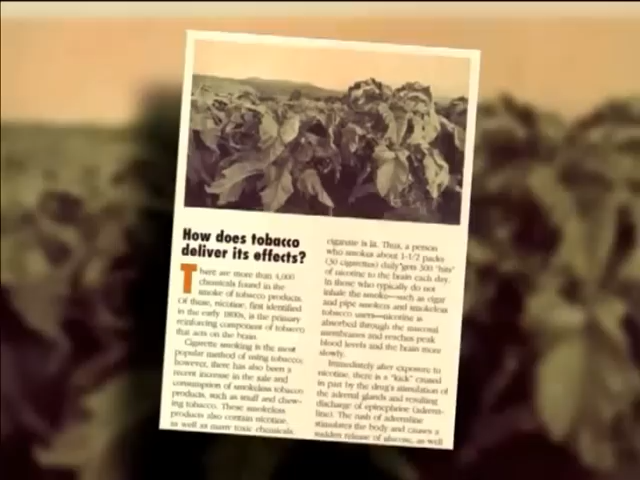 How does tobacco
deliver its effects?
There are more than 4,000
chemicals found in the
smoke of tobacco products.
Of these, nicotine, first identified
in the early 1800s, is the primary
reinforcing component of tobacco
that acts on the brain.
Cigarette smoking is the most
popular method of using tobacco;
however, there has also been a
recent increase in the sale and
consumption of smokeless tobacco
products, such as snuff and chew-
ing tobacco. These smokeless
products also contain nicotine,
as well as many toxic chemicals.
cigarette is lit. Thus, a person
who smokes about 1-1/2 packs
(30 cigarettes) daily gets 300 "hits"
of nicotine to the brain each day.
In those who typically do not
inhale the smoke—such as cigar
and pipe smokers and smokeless
tobacco users—nicotine is
absorbed through the mucosal
membranes and reaches peak
blood levels and the brain more
slowly.
Immediately after exposure to
nicotine, there is a "kick" caused
in part by the drug's stimulation of
the adrenal glands and resulting
discharge of epinephrine (adrena-
line). The rush of adrenaline
stimulates the body and causes a
sudden release of glucose, as well